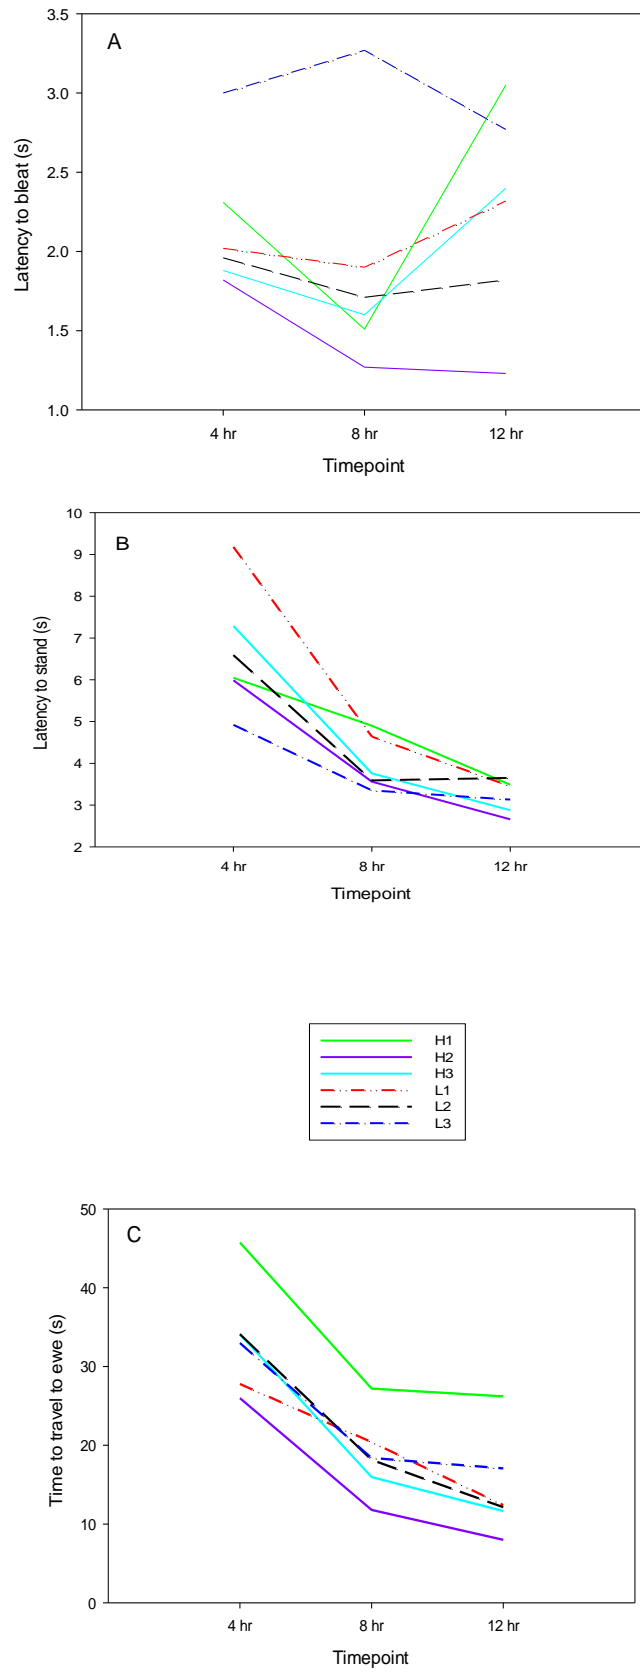 A
3.5
3.0
2.5
2.0
1.5
1.0
Latency to bleat (s)
4 hr 8 hr 12 hr
Timepoint
B
10
9
8
7
6
5
4
3
2
Latency to stand (s)
4 hr 8 hr 12 hr
Timepoint
H1
H2
H3
L1
L2
L3
C
50
40
30
20
10
0
Time to travel to ewe (s)
4 hr 8 hr 12 hr
Timepoint